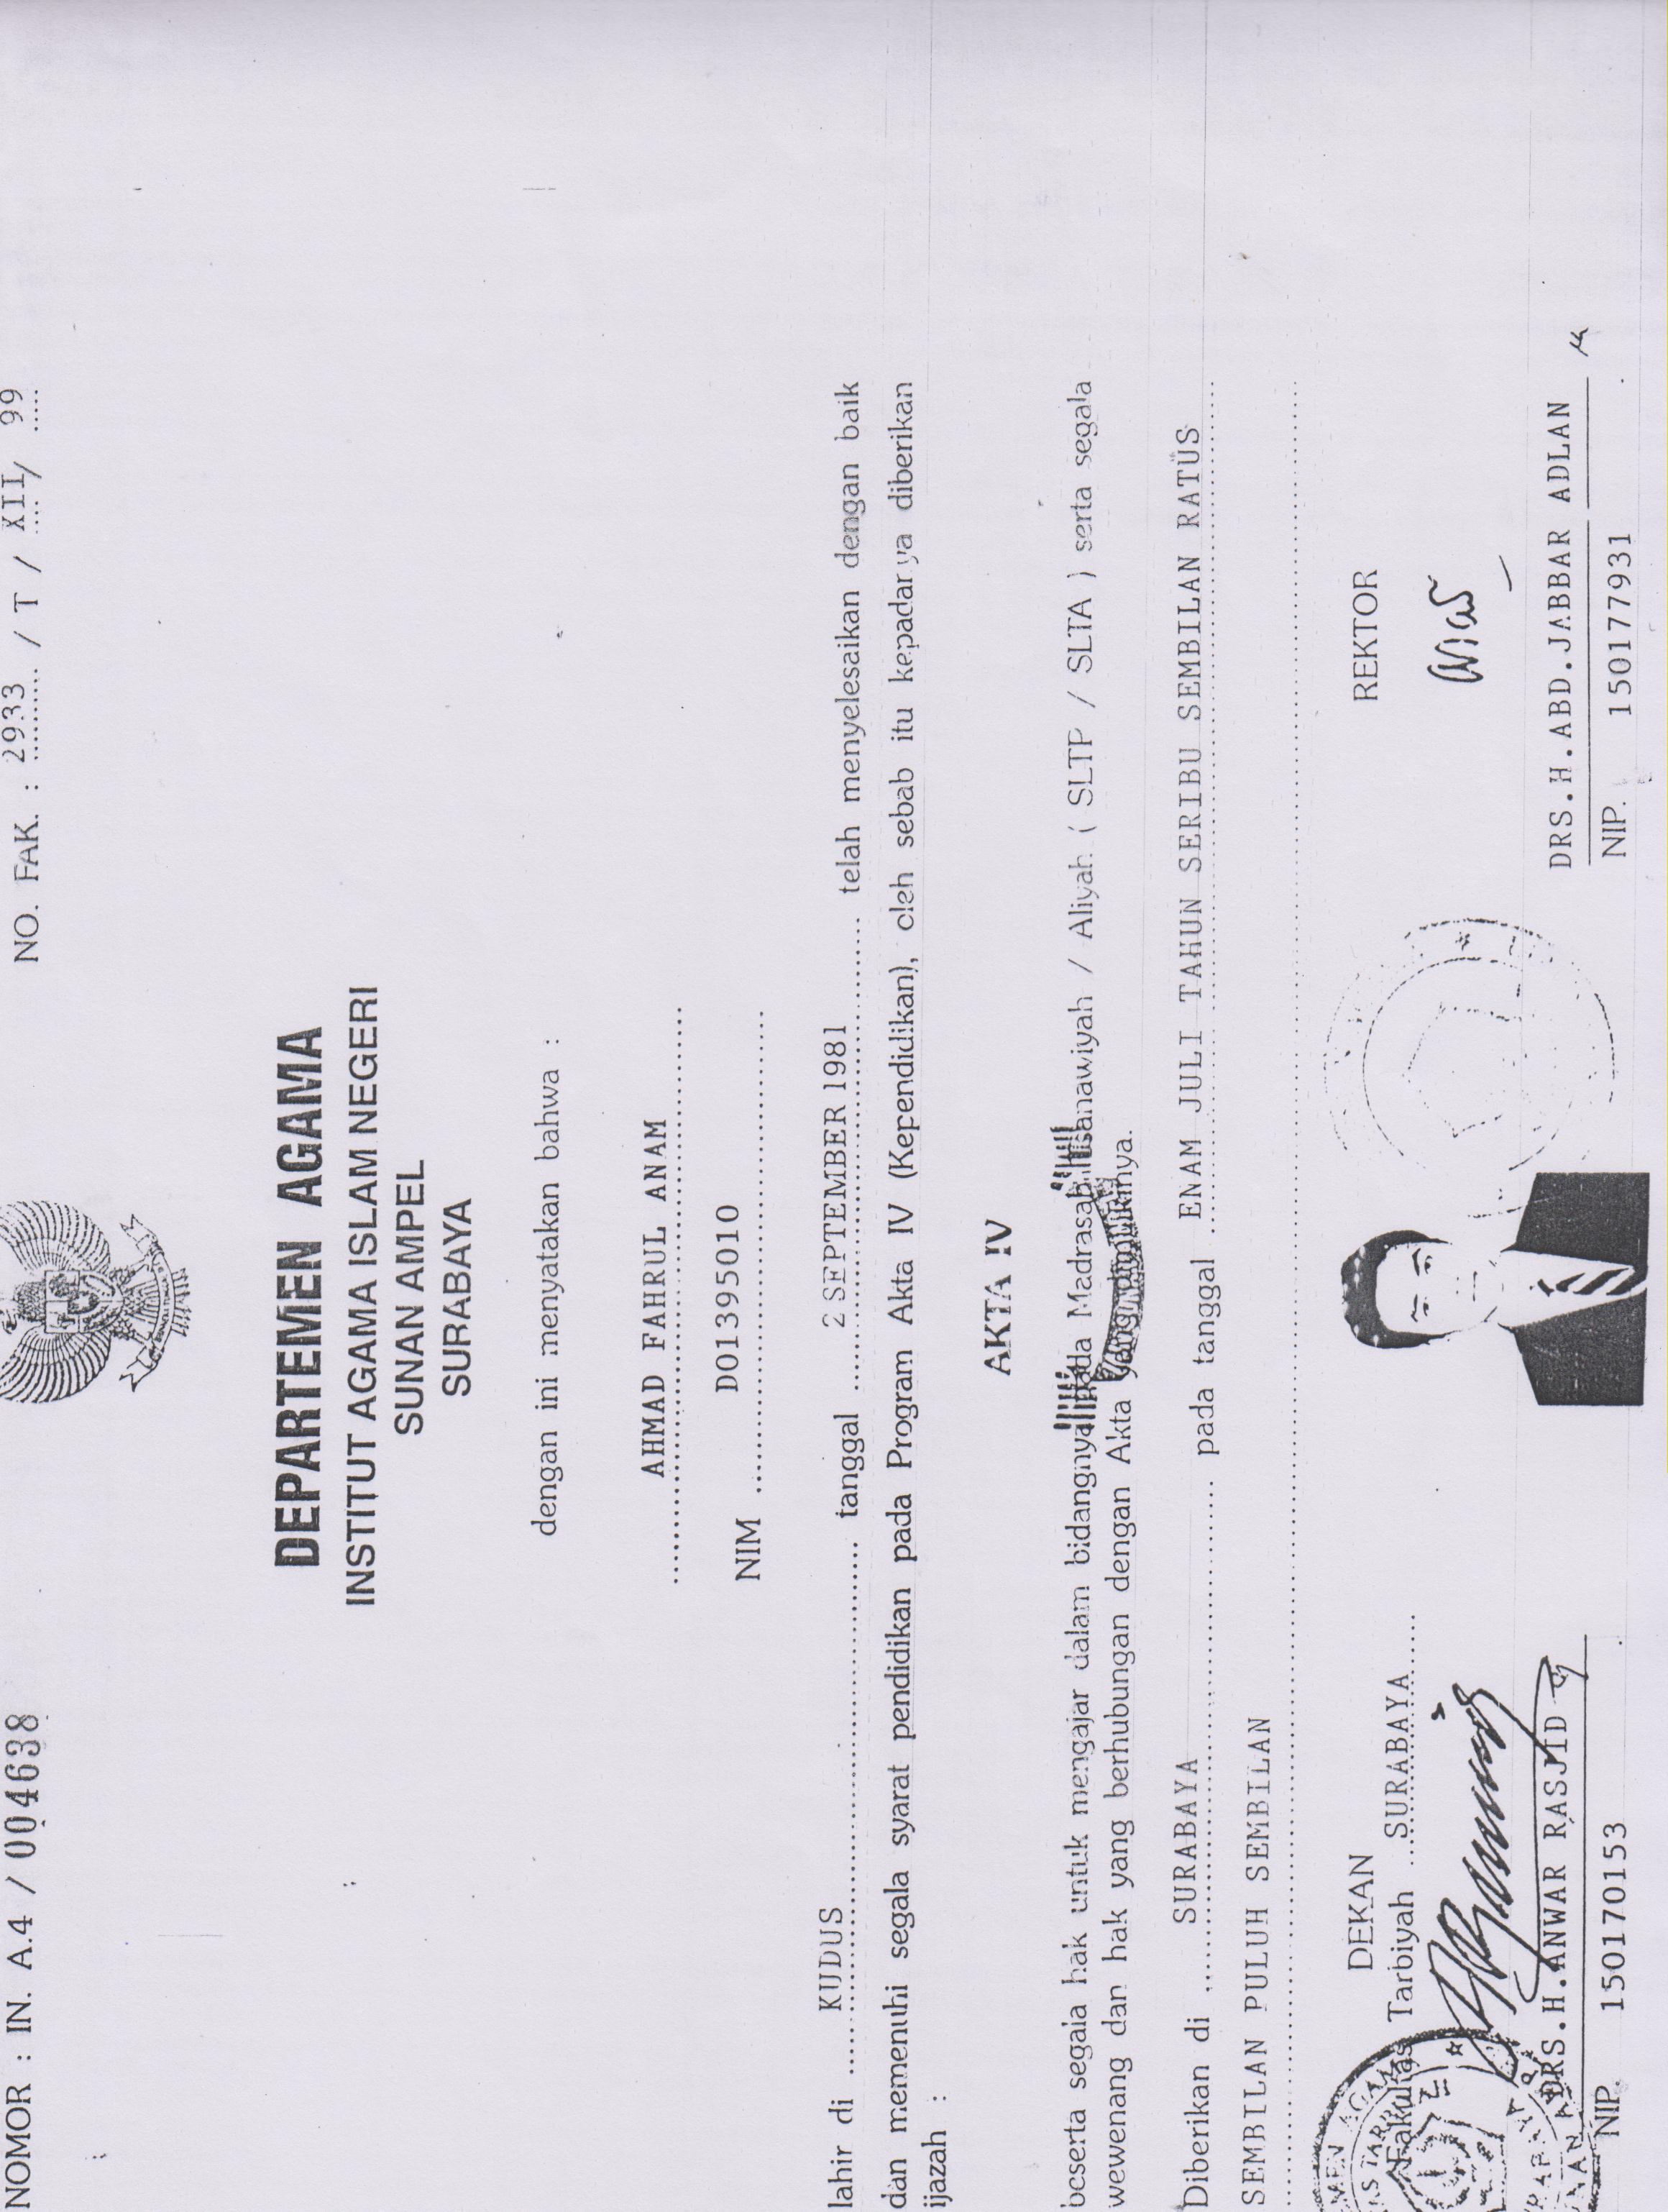 NOMOR : IN. A.4 / 004638
NO. FAK. : 2933 / T / XII / 99
DEPARTEMEN AGAMA
INSTITUT AGAMA ISLAM NEGERI
SUNAN AMPEL
SURABAYA
dengan ini menyatakan bahwa :
AHMAD FAHRUL ANAM
NIM D01395010
lahir di KUDUS tanggal 2 SEPTEMBER 1981 telah menyelesaikan dengan baik
dan memenuhi segala syarat pendidikan pada Program Akta IV (Kependidikan), oleh sebab itu kepadanya diberikan
ijazah :
AKTA IV
beserta segala hak untuk mengajar dalam bidangnya pada Madrasah Tsanawiyah / Aliyah ( SLTP / SLTA ) serta segala
wewenang dan hak yang berhubungan dengan Akta yang dimilikinya.
Diberikan di SURABAYA pada tanggal ENAM JULI TAHUN SERIBU SEMBILAN RATUS
SEMBILAN PULUH SEMBILAN
DEKAN
Fakultas Tarbiyah SURABAYA
DRS.H.ANWAR RASJID
NIP 150170153
REKTOR
DRS.H.ABD.JABBAR ADLAN
NIP. 150177931